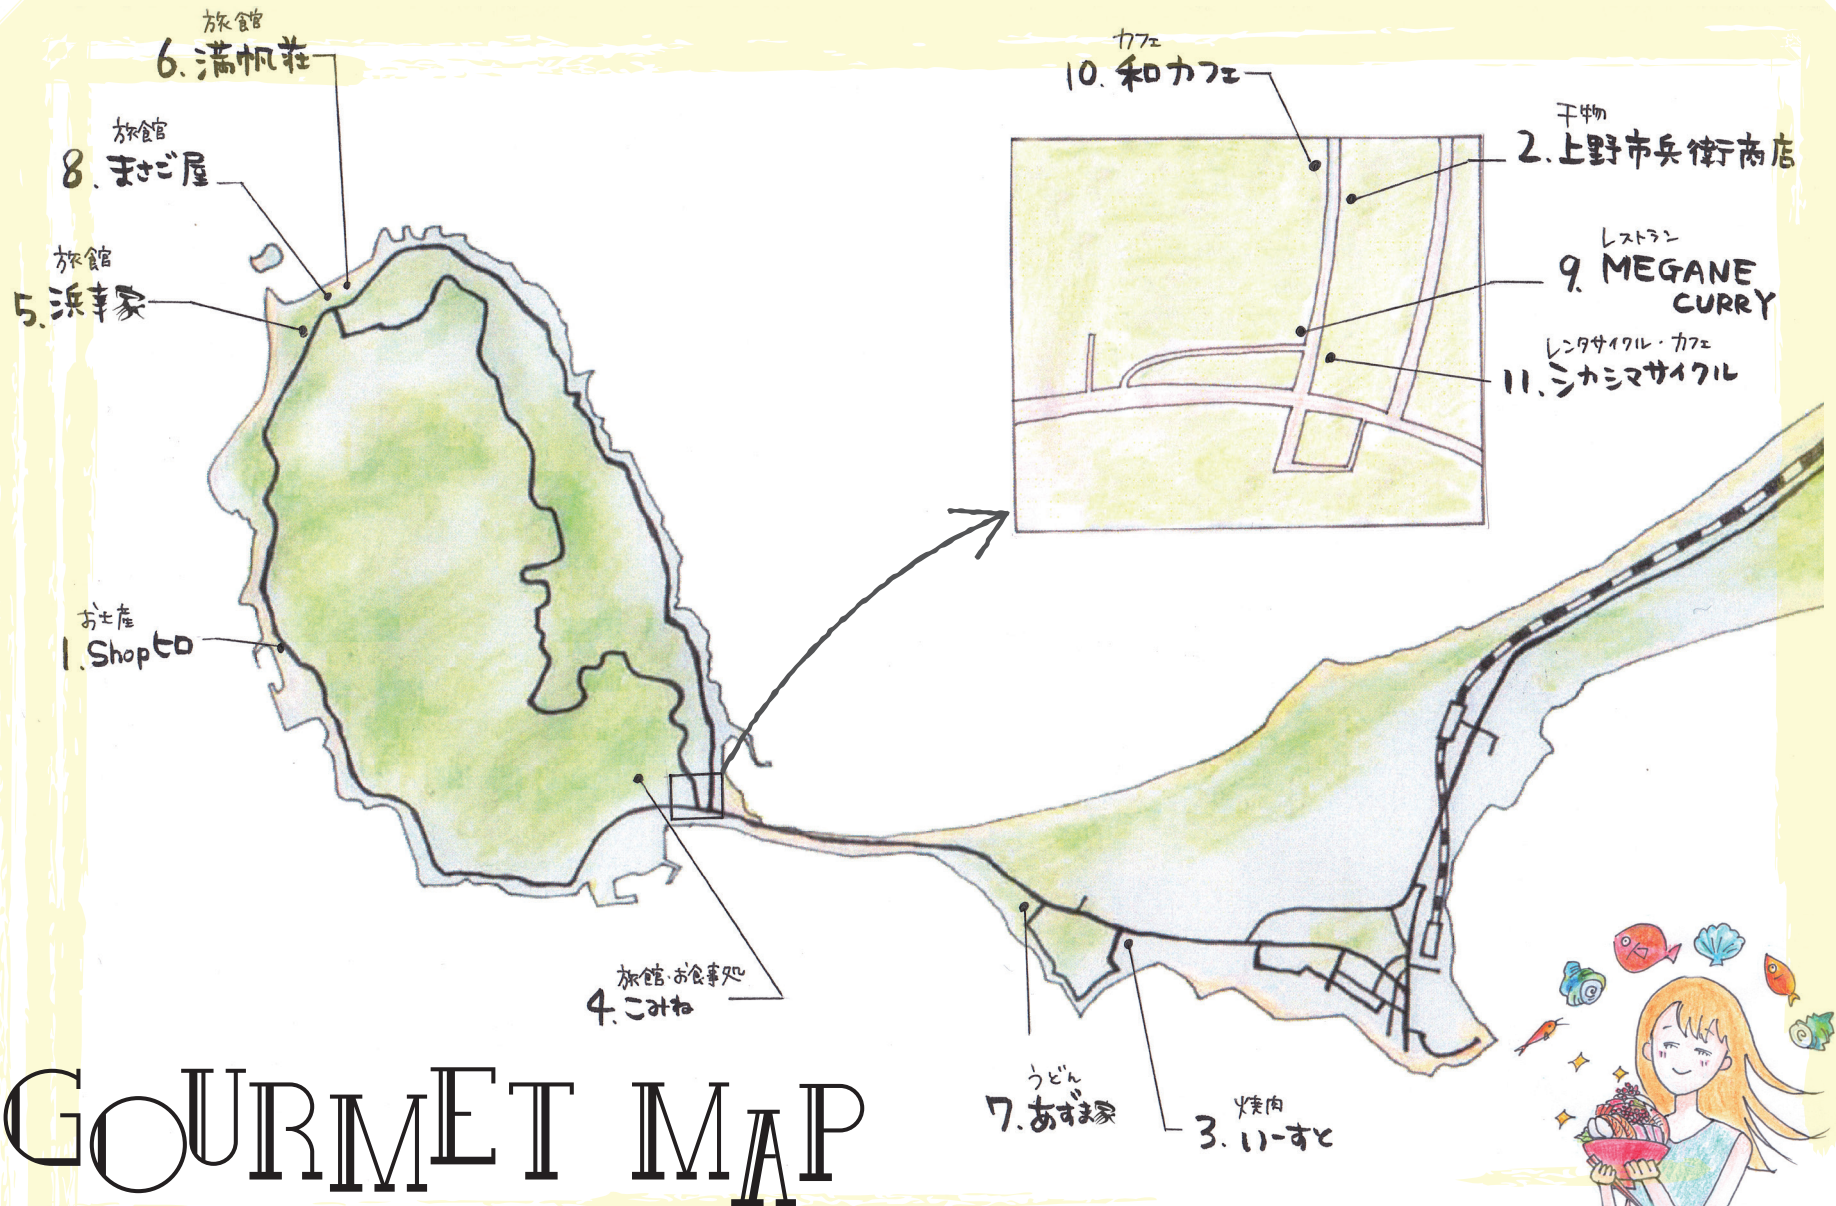 旅館
6. 満帆荘
旅館
8. まさご屋
旅館
5. 浜幸家
お土産
1. Shopヒロ
カフェ
10. 和カフェ
干物
2. 上野市兵衛商店
レストラン
9. MEGANE
CURRY
レンタサイクル・カフェ
11. シカシマサイクル
旅館・お食事処
4. こみね
うどん
7. あずま家
焼肉
3. いーすと
GOURMET MAP